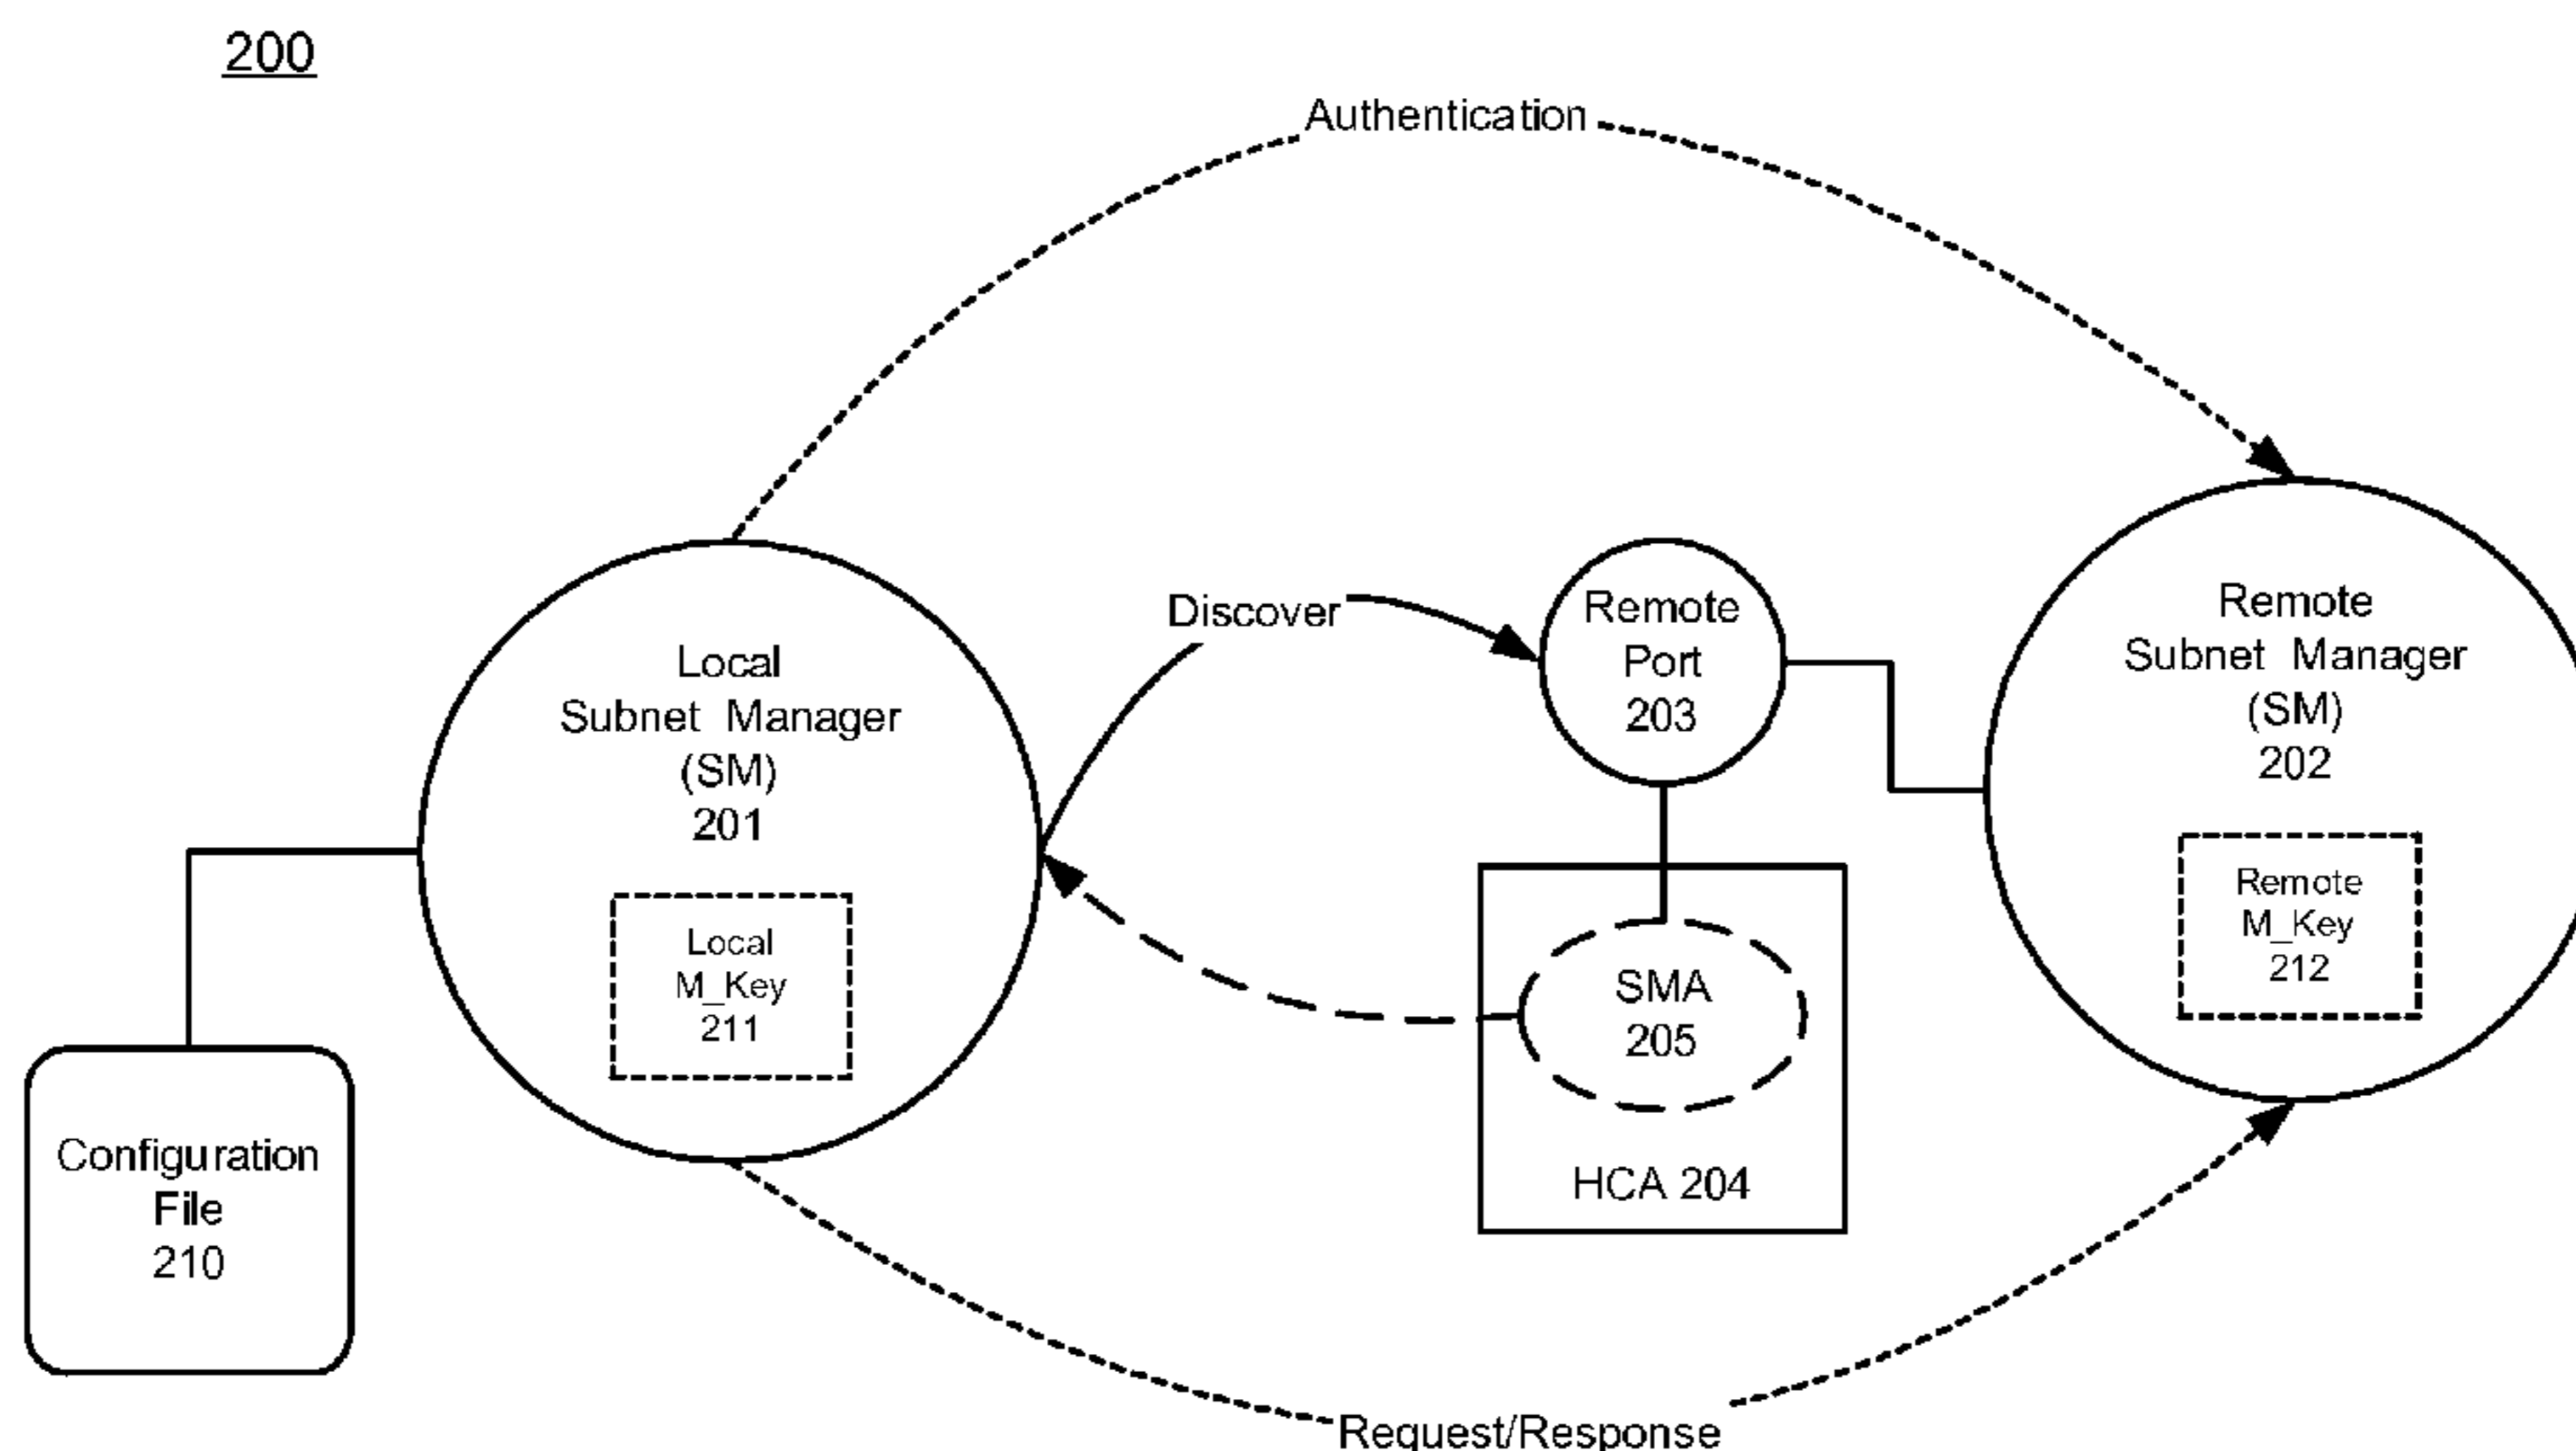 200
Authentication
Discover
Remote
Port
203
Remote
Subnet Manager
(SM)
202
Local
Subnet Manager
(SM)
201
Remote
M_Key
212
Local
M_Key
211
SMA
205
HCA 204
Configuration
File
210
Request/Response